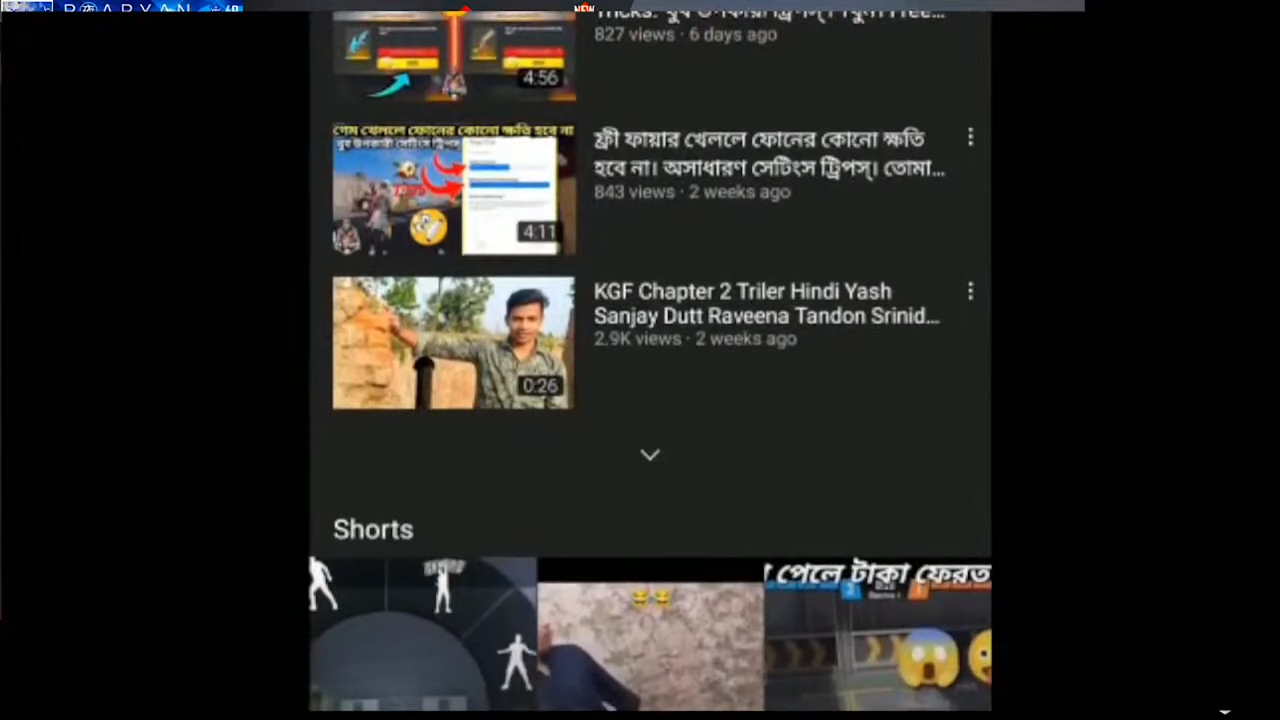 NEW
827 views · 6 days ago
4:56
গেম খেললে ফোনের কোনো ক্ষতি হবে না
4:11
ফ্রী ফায়ার খেললে ফোনের কোনো ক্ষতি
হবে না। অসাধারণ সেটিংস ট্রিপস্। তোমা...
843 views · 2 weeks ago
KGF Chapter 2 Triler Hindi Yash
Sanjay Dutt Raveena Tandon Srinid...
2.9K views · 2 weeks ago
0:26
Shorts
পেলে টাকা ফেরত